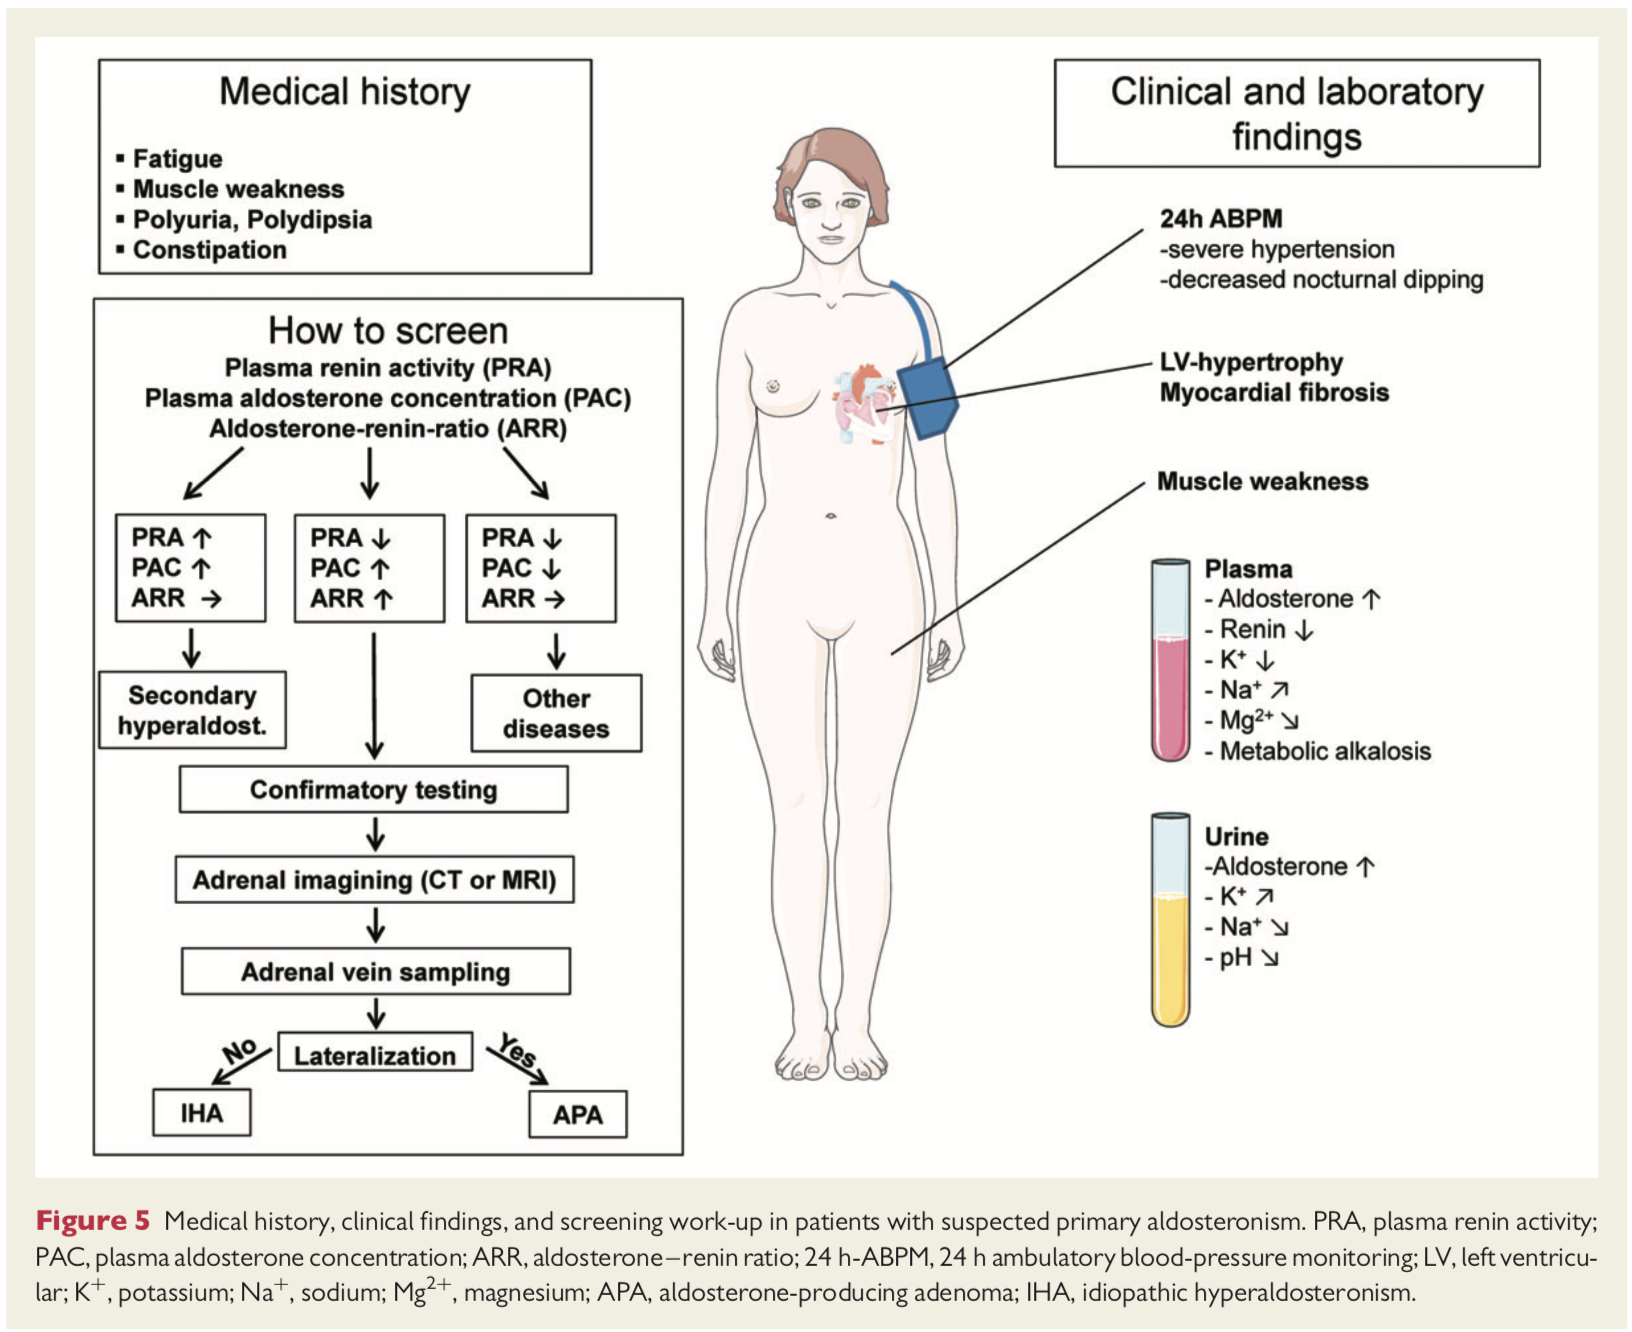 Medical history
▪ Fatigue
▪ Muscle weakness
▪ Polyuria, Polydipsia
▪ Constipation
How to screen
Plasma renin activity (PRA)
Plasma aldosterone concentration (PAC)
Aldosterone-renin-ratio (ARR)
PRA ↑
PAC ↑
ARR →
PRA ↓
PAC ↑
ARR ↑
PRA ↓
PAC ↓
ARR →
Secondary
hyperaldost.
Other
diseases
Confirmatory testing
Adrenal imagining (CT or MRI)
Adrenal vein sampling
No
Lateralization
Yes
IHA
APA
Clinical and laboratory
findings
24h ABPM
-severe hypertension
-decreased nocturnal dipping
LV-hypertrophy
Myocardial fibrosis
Muscle weakness
Plasma
- Aldosterone ↑
- Renin ↓
- K⁺ ↓
- Na⁺ ↗
- Mg²⁺ ↘
- Metabolic alkalosis
Urine
-Aldosterone ↑
- K⁺ ↗
- Na⁺ ↘
- pH ↘
Figure 5 Medical history, clinical findings, and screening work-up in patients with suspected primary aldosteronism. PRA, plasma renin activity;
PAC, plasma aldosterone concentration; ARR, aldosterone–renin ratio; 24 h-ABPM, 24 h ambulatory blood-pressure monitoring; LV, left ventricu-
lar; K⁺, potassium; Na⁺, sodium; Mg²⁺, magnesium; APA, aldosterone-producing adenoma; IHA, idiopathic hyperaldosteronism.